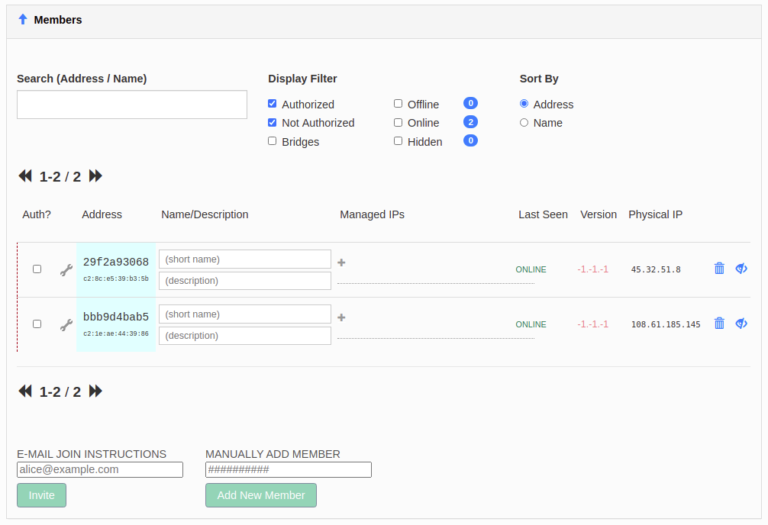 Members
Search (Address / Name)
Display Filter
Sort By
Authorized
Offline
0
Address
Not Authorized
Online
2
Name
Bridges
Hidden
0
1-2 / 2
Auth?
Address
Name/Description
Managed IPs
Last Seen
Version
Physical IP
29f2a93068
c2:8c:e5:39:b3:5b
(short name)
(description)
+
ONLINE
-1.-1.-1
45.32.51.8
bbb9d4bab5
c2:1e:ae:44:39:86
(short name)
(description)
+
ONLINE
-1.-1.-1
108.61.185.145
1-2 / 2
E-MAIL JOIN INSTRUCTIONS
MANUALLY ADD MEMBER
alice@example.com
##########
Invite
Add New Member